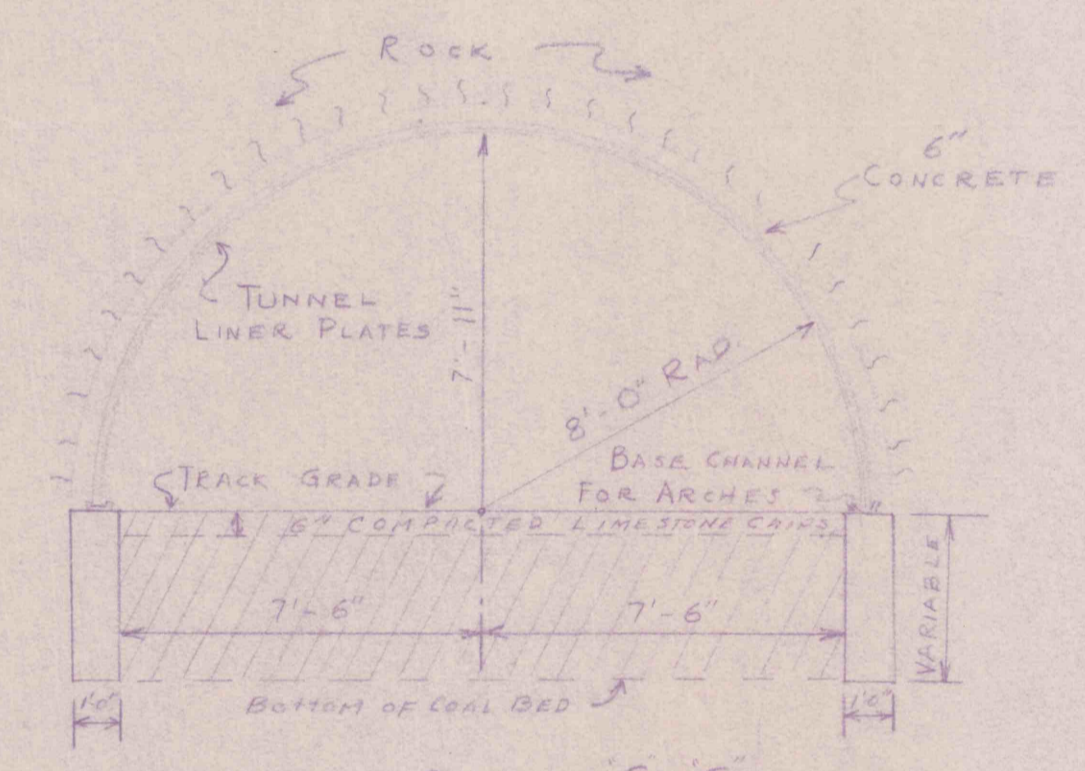 ROCK
6"
CONCRETE
TUNNEL
LINER PLATES
7'-11"
8'-0" RAD.
BASE CHANNEL
FOR ARCHES
TRACK GRADE
6" COMPACTED LIMESTONE CHIPS
7'-6"
7'-6"
VARIABLE
1'0"
BOTTOM OF COAL BED
1'0"